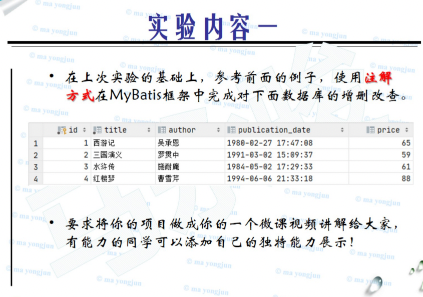 实验内容一
• 在上次实验的基础上，参考前面的例子，使用注解
方式在MyBatis框架中完成对下面数据库的增删改查。
id title author publication_date price
1 1 西游记 吴承恩 1980-02-27 17:47:08 65
2 2 三国演义 罗贯中 1991-03-02 15:09:37 59
3 3 水浒传 施耐庵 1984-05-02 17:29:33 61
4 4 红楼梦 曹雪芹 1994-06-06 21:33:18 88
• 要求将你的项目做成你的一个微课视频讲解给大家，
有能力的同学可以添加自己的独特能力展示！
© ma yongjun